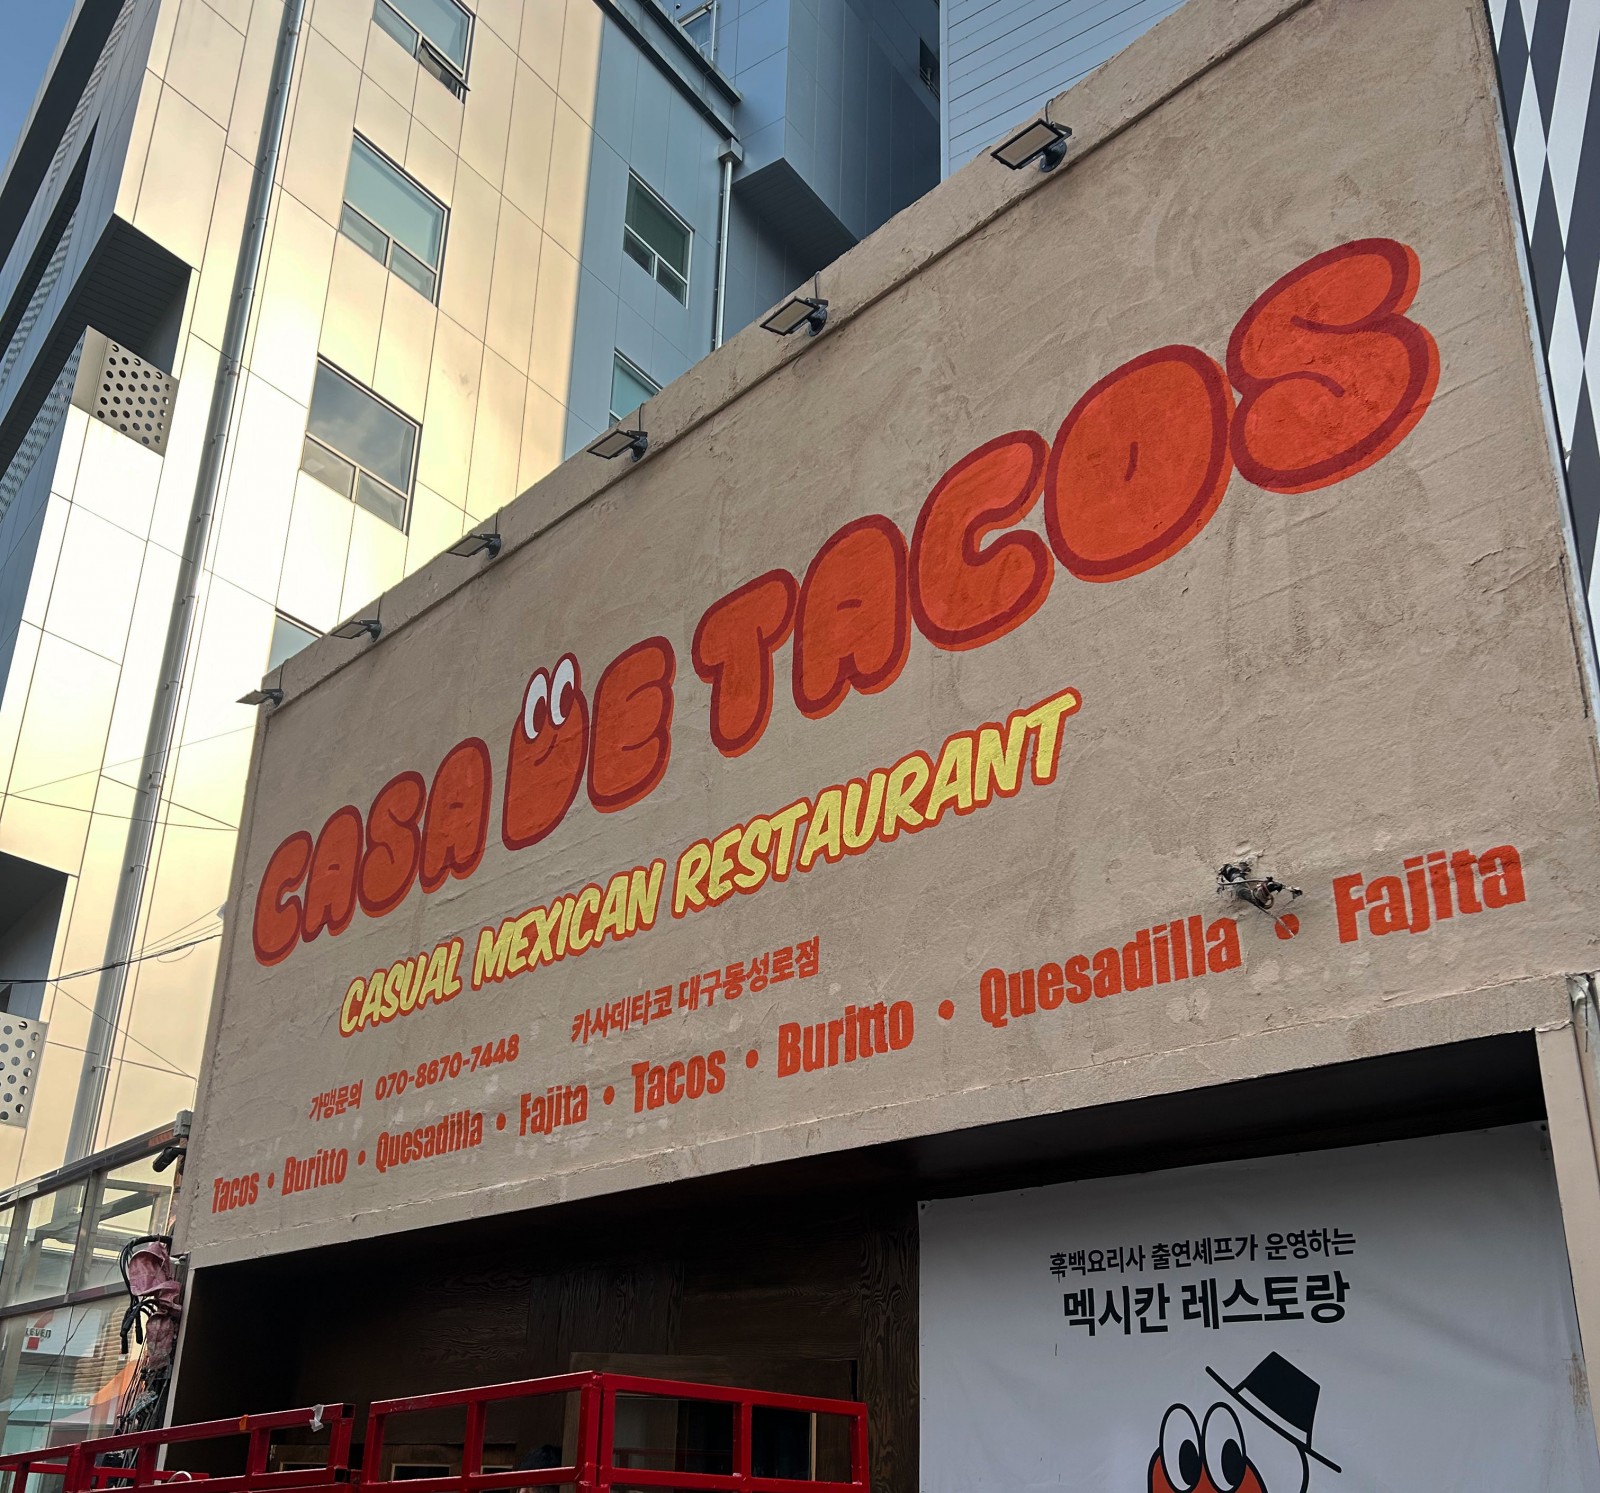 CASA DE TACOS
CASUAL MEXICAN RESTAURANT
가맹문의 070-8670-7448 카사데타코 대구동성로점
Tacos • Buritto • Quesadilla • Fajita • Tacos • Buritto • Quesadilla • Fajita
흑백요리사 출연셰프가 운영하는
멕시칸 레스토랑
ELEVEN